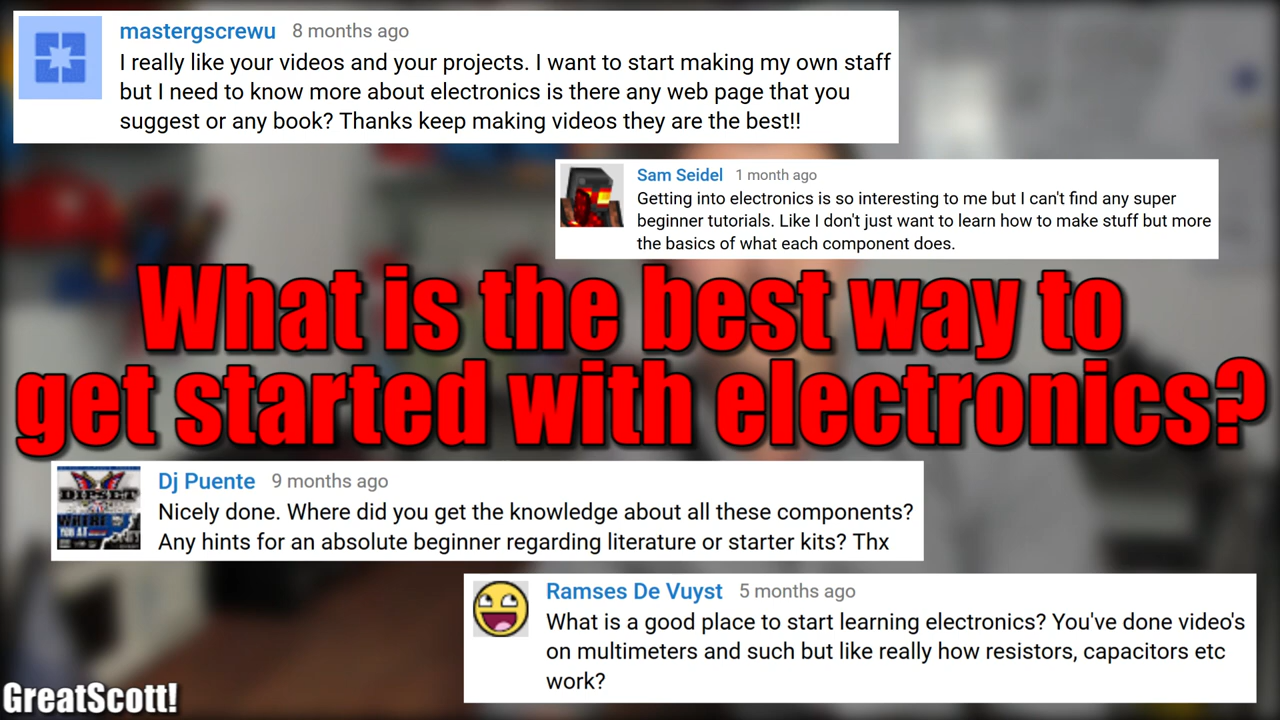 mastergscrewu 8 months ago
I really like your videos and your projects. I want to start making my own staff
but I need to know more about electronics is there any web page that you
suggest or any book? Thanks keep making videos they are the best!!
Sam Seidel 1 month ago
Getting into electronics is so interesting to me but I can't find any super
beginner tutorials. Like I don't just want to learn how to make stuff but more
the basics of what each component does.
What is the best way to
get started with electronics?
DIPSET
WHERE
YOU AT
Dj Puente 9 months ago
Nicely done. Where did you get the knowledge about all these components?
Any hints for an absolute beginner regarding literature or starter kits? Thx
Ramses De Vuyst 5 months ago
What is a good place to start learning electronics? You've done video's
on multimeters and such but like really how resistors, capacitors etc
work?
GreatScott!